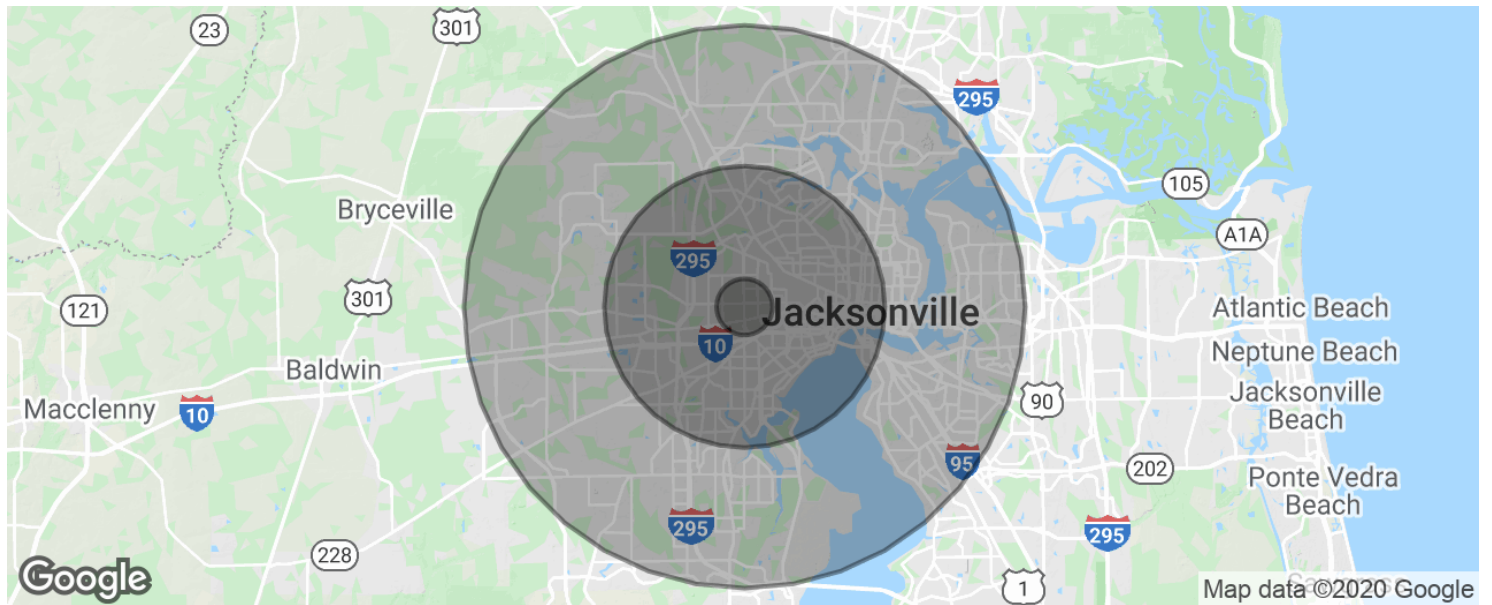 23
301
295
105
Bryceville
A1A
295
301
121
Jacksonville
Atlantic Beach
10
Neptune Beach
Baldwin
Jacksonville
Beach
90
Macclenny
10
95
202
Ponte Vedra
Beach
295
295
228
Google
1
Map data ©2020 Google